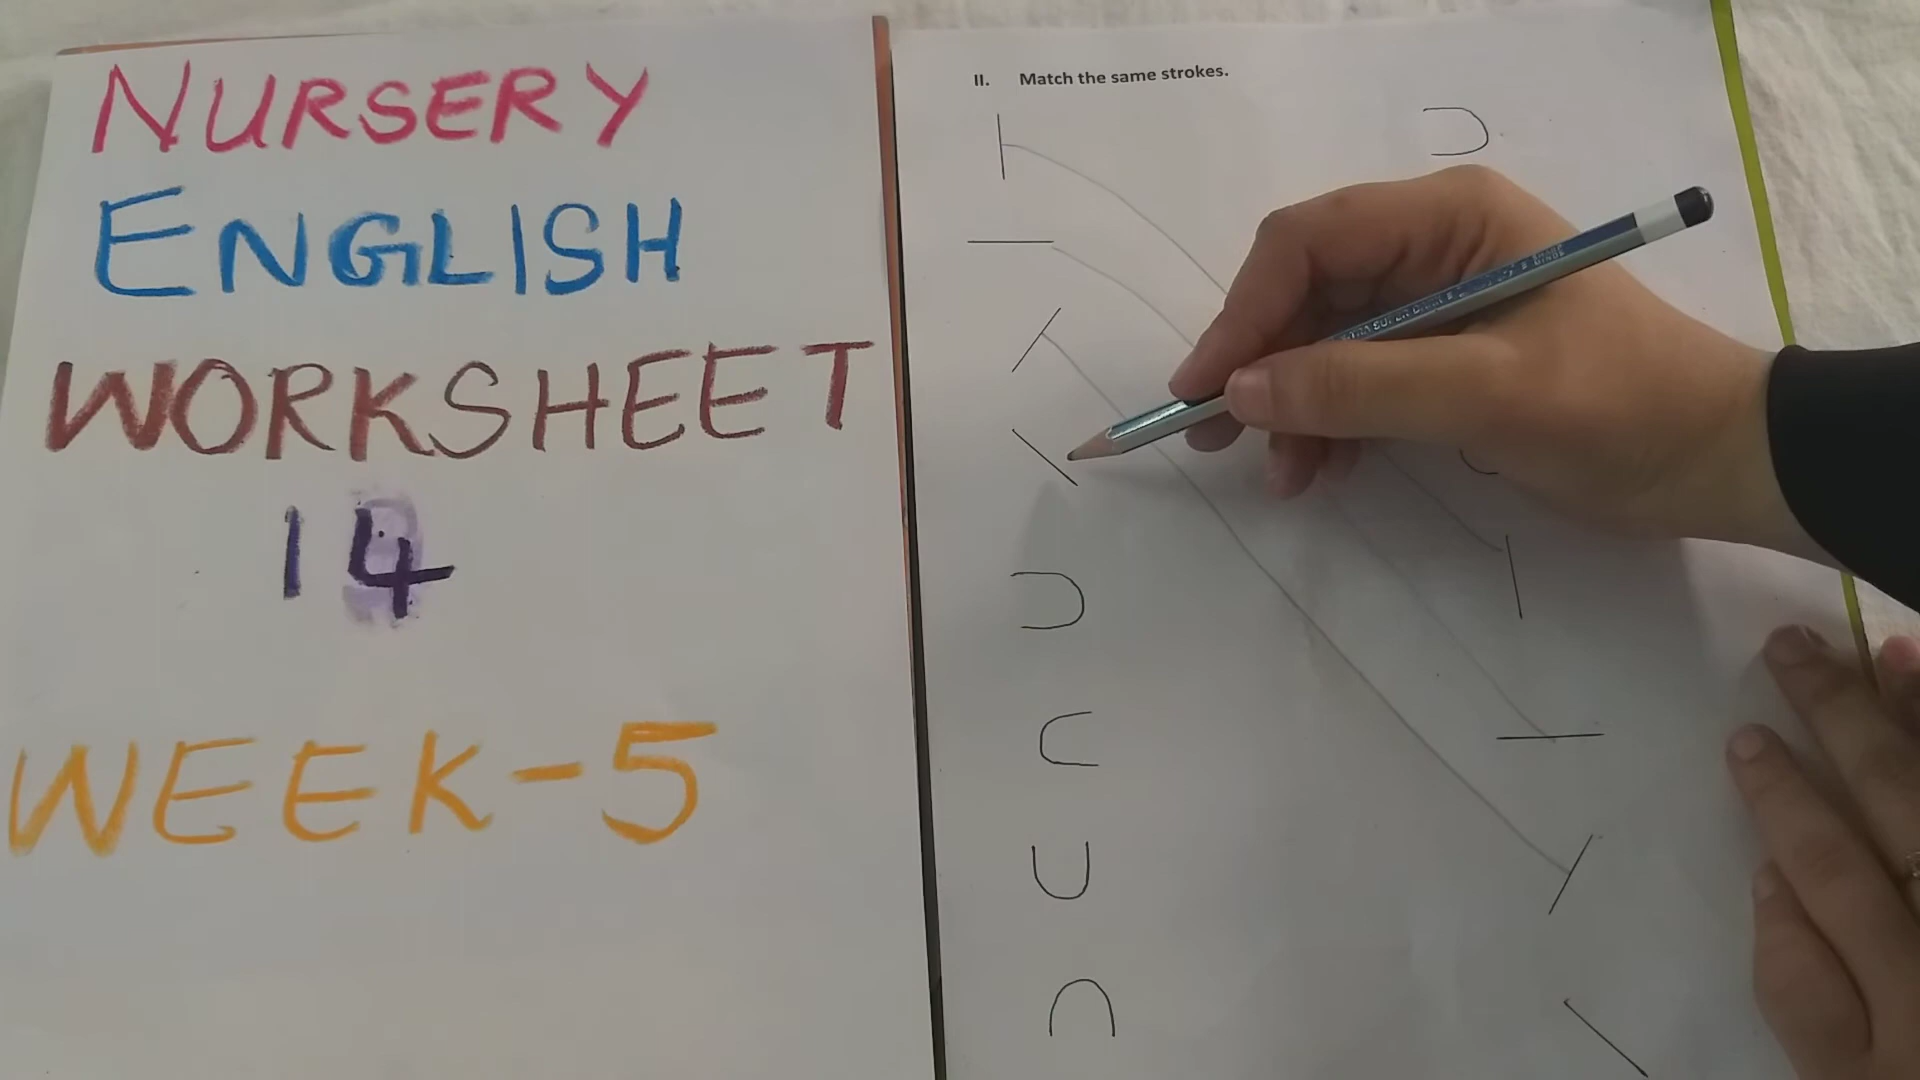 NURSERY
ENGLISH
WORKSHEET
14
WEEK-5
II. Match the same strokes.